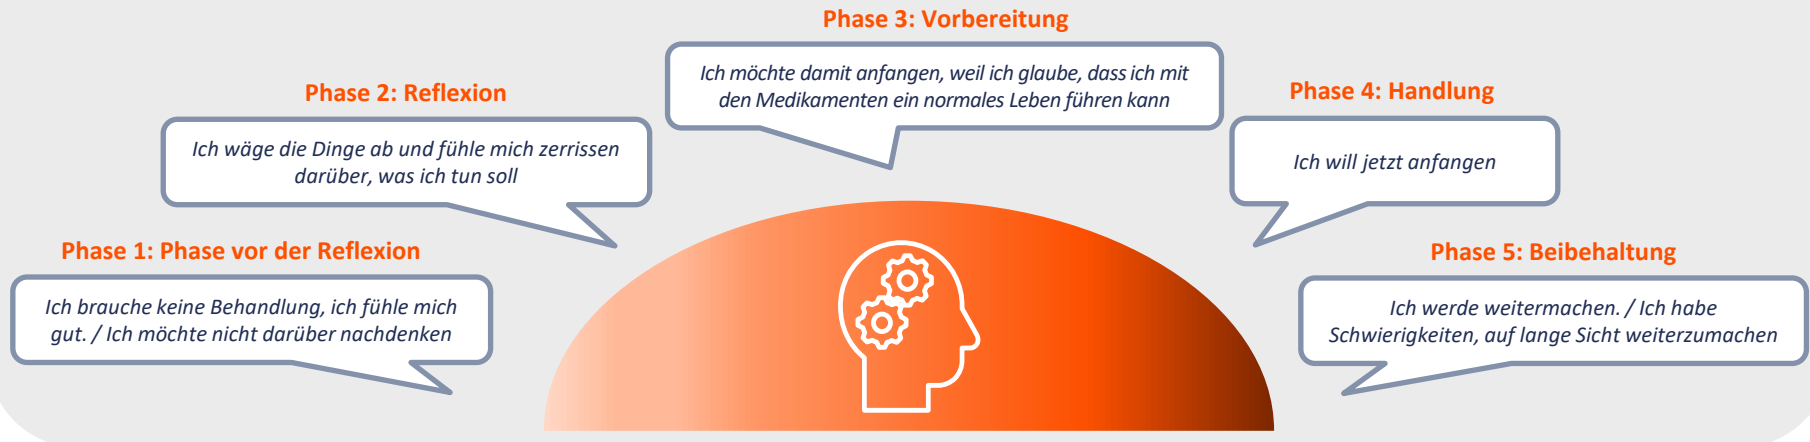 Phase 1: Phase vor der Reflexion
Ich brauche keine Behandlung, ich fühle mich
gut. / Ich möchte nicht darüber nachdenken
Phase 2: Reflexion
Ich wäge die Dinge ab und fühle mich zerrissen
darüber, was ich tun soll
Phase 3: Vorbereitung
Ich möchte damit anfangen, weil ich glaube, dass ich mit
den Medikamenten ein normales Leben führen kann
Phase 4: Handlung
Ich will jetzt anfangen
Phase 5: Beibehaltung
Ich werde weitermachen. / Ich habe
Schwierigkeiten, auf lange Sicht weiterzumachen